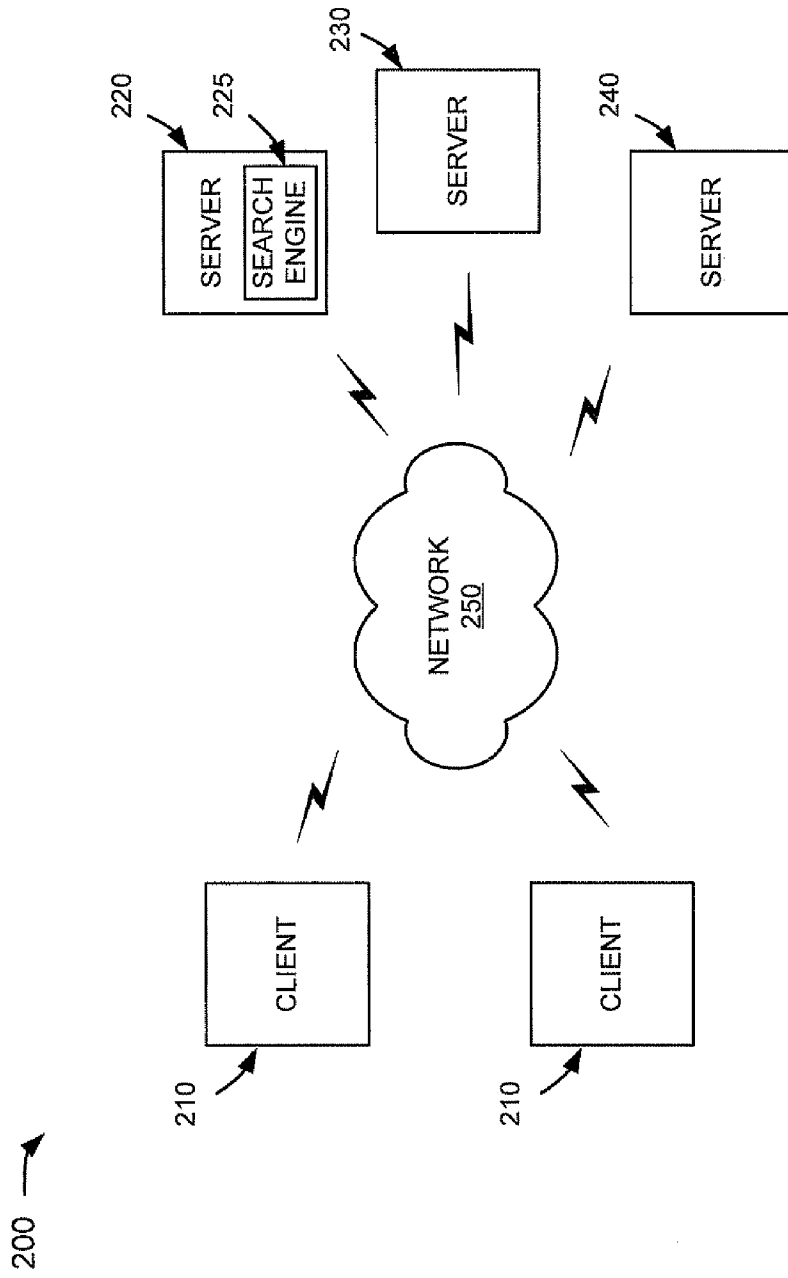 200
210
CLIENT
210
CLIENT
NETWORK
250
220
SERVER
225
SEARCH
ENGINE
230
SERVER
240
SERVER